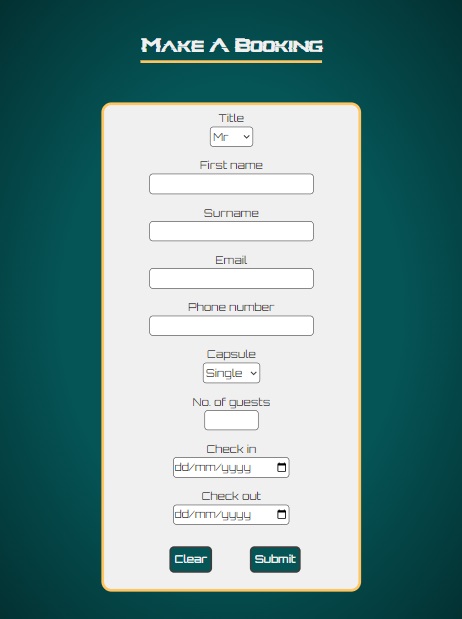 Make A Booking
Title
Mr
First name
Surname
Email
Phone number
Capsule
Single
No. of guests
Check in
dd/mm/yyyy
Check out
dd/mm/yyyy
Clear Submit